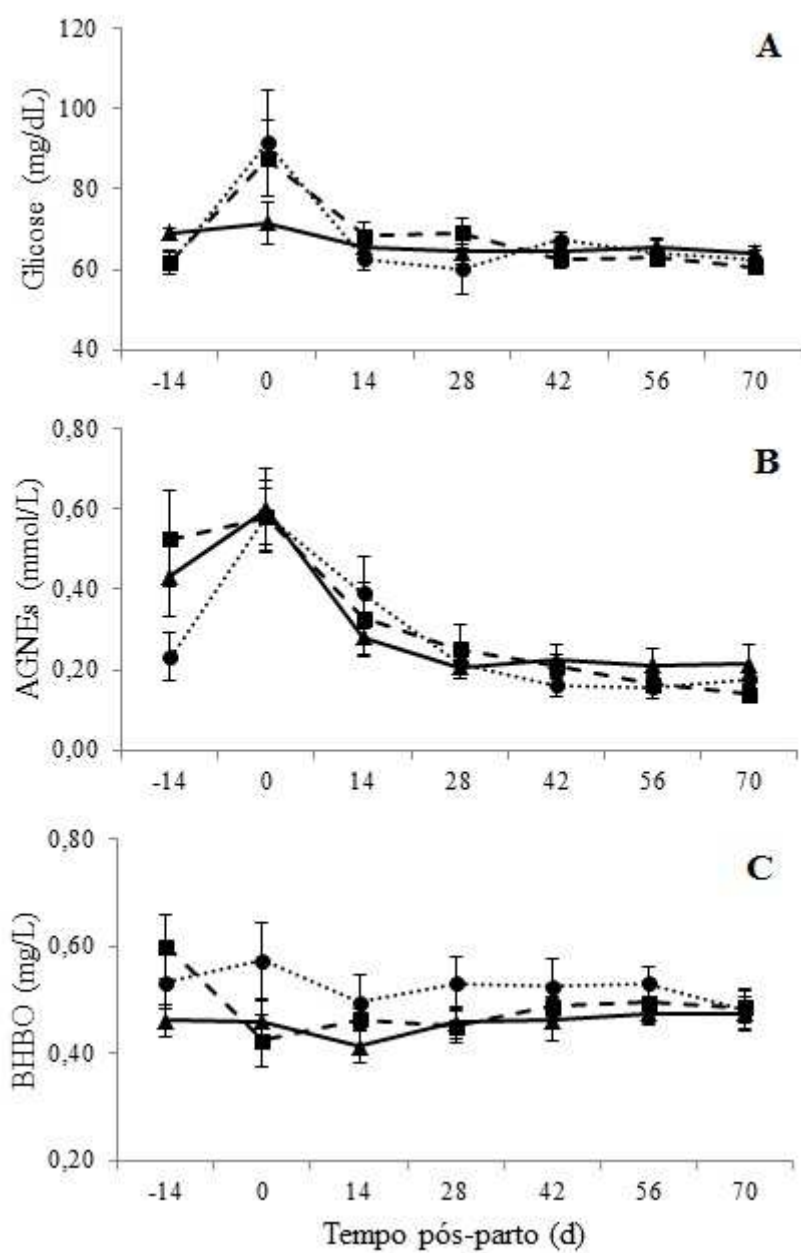 A
Glicose (mg/dL)
120
100
80
60
40
-14 0 14 28 42 56 70
B
AGNEs (mmol/L)
0,80
0,60
0,40
0,20
0,00
-14 0 14 28 42 56 70
C
BHBO (mg/L)
0,80
0,60
0,40
0,20
-14 0 14 28 42 56 70
Tempo pós-parto (d)